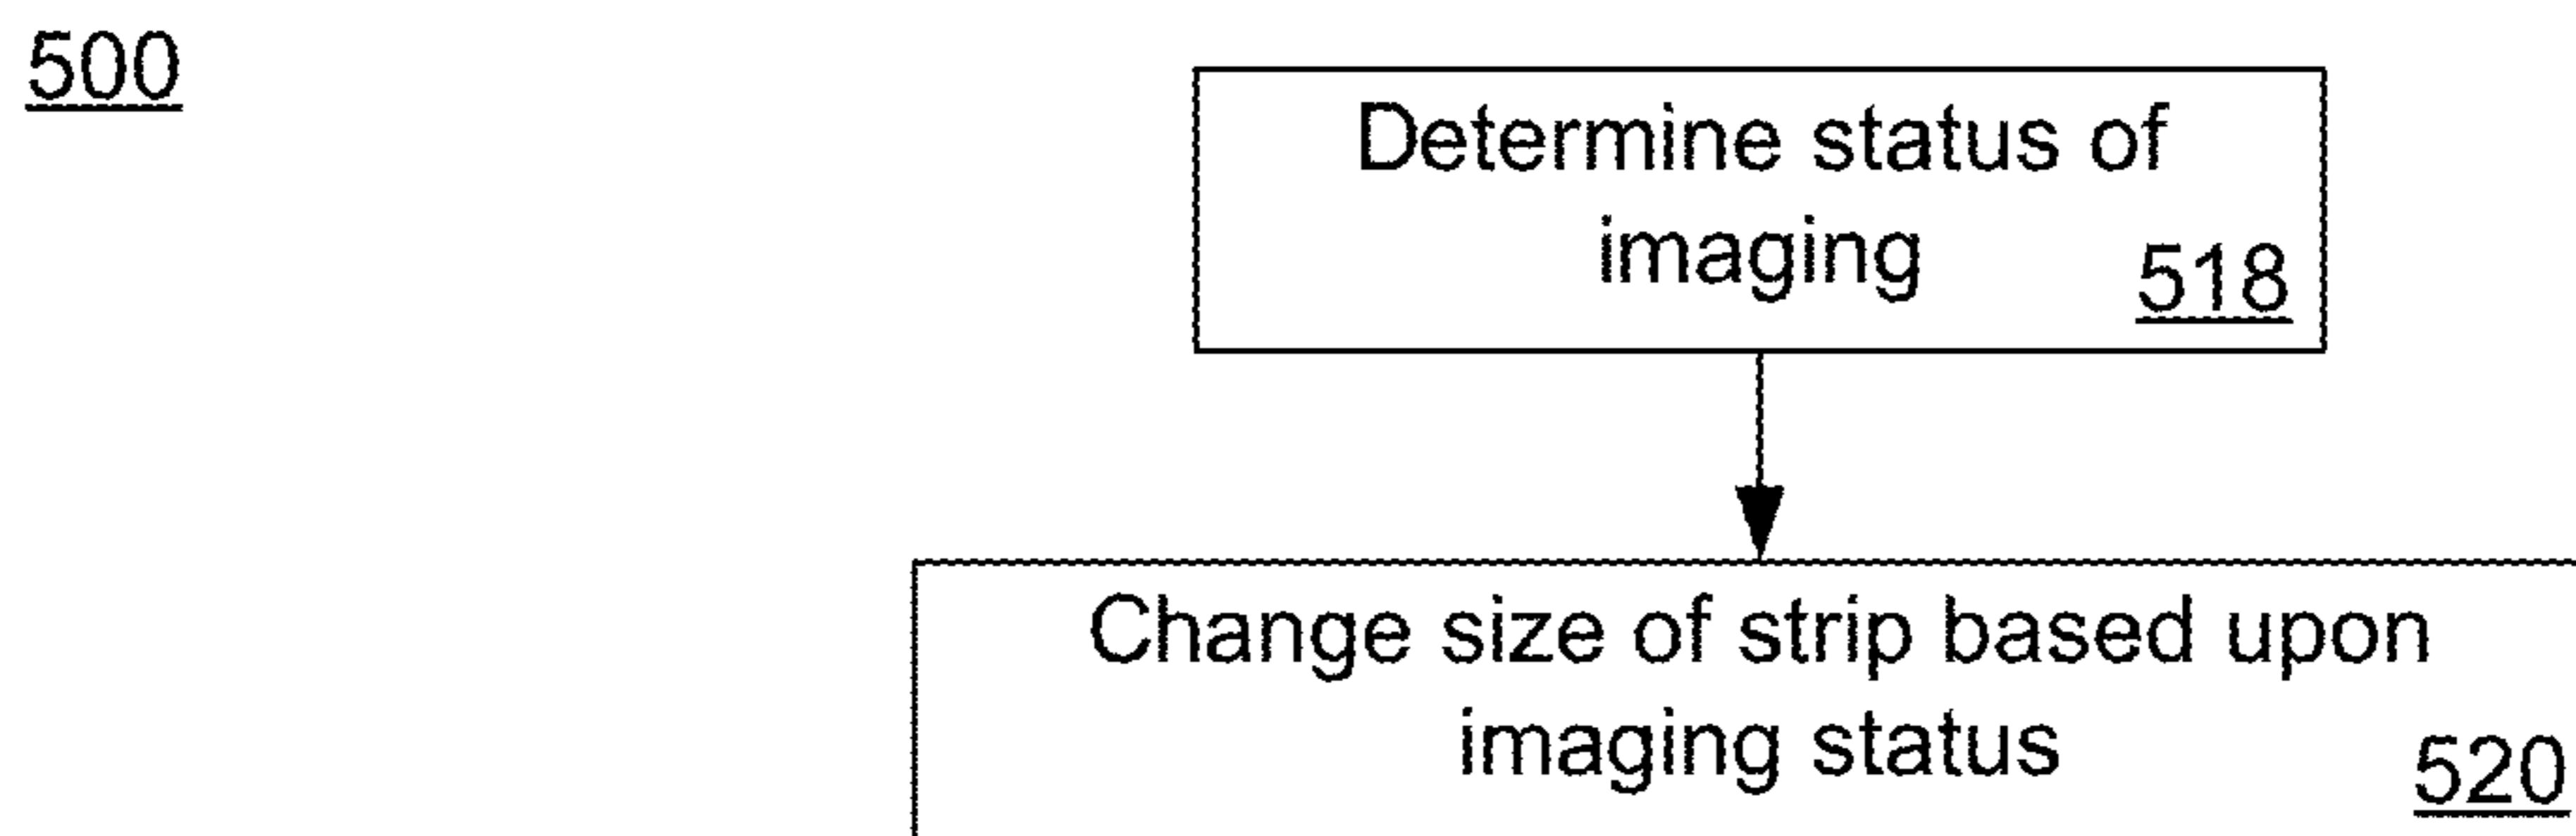 500
Determine status of
imaging
518
Change size of strip based upon
imaging status
520